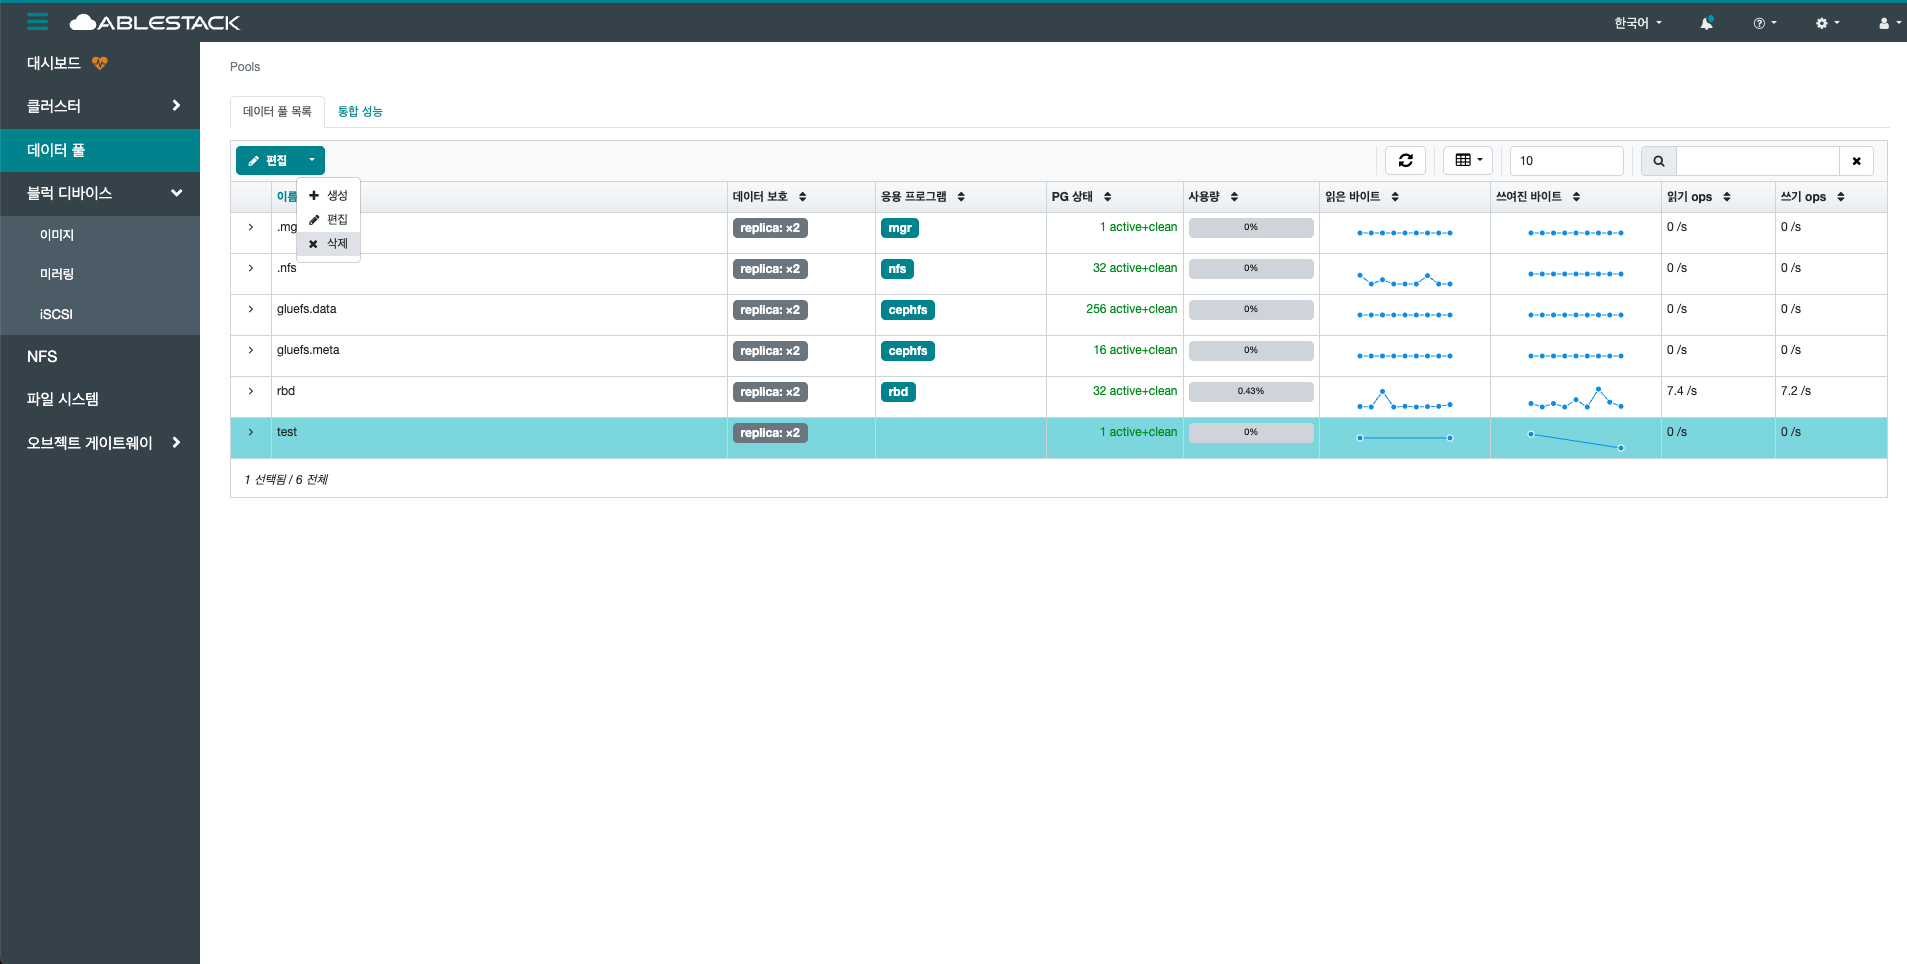 ABLESTACK
한국어
대시보드
클러스터
데이터 풀
블럭 디바이스
이미지
미러링
iSCSI
NFS
파일 시스템
오브젝트 게이트웨이
Pools
데이터 풀 목록 통합 성능
편집 10
생성
편집
삭제
이름 데이터 보호 응용 프로그램 PG 상태 사용량 읽은 바이트 쓰여진 바이트 읽기 ops 쓰기 ops
.mg replica: ×2 mgr 1 active+clean 0% 0 /s 0 /s
.nfs replica: ×2 nfs 32 active+clean 0% 0 /s 0 /s
gluefs.data replica: ×2 cephfs 256 active+clean 0% 0 /s 0 /s
gluefs.meta replica: ×2 cephfs 16 active+clean 0% 0 /s 0 /s
rbd replica: ×2 rbd 32 active+clean 0.43% 7.4 /s 7.2 /s
test replica: ×2 1 active+clean 0% 0 /s 0 /s
1 선택됨 / 6 전체